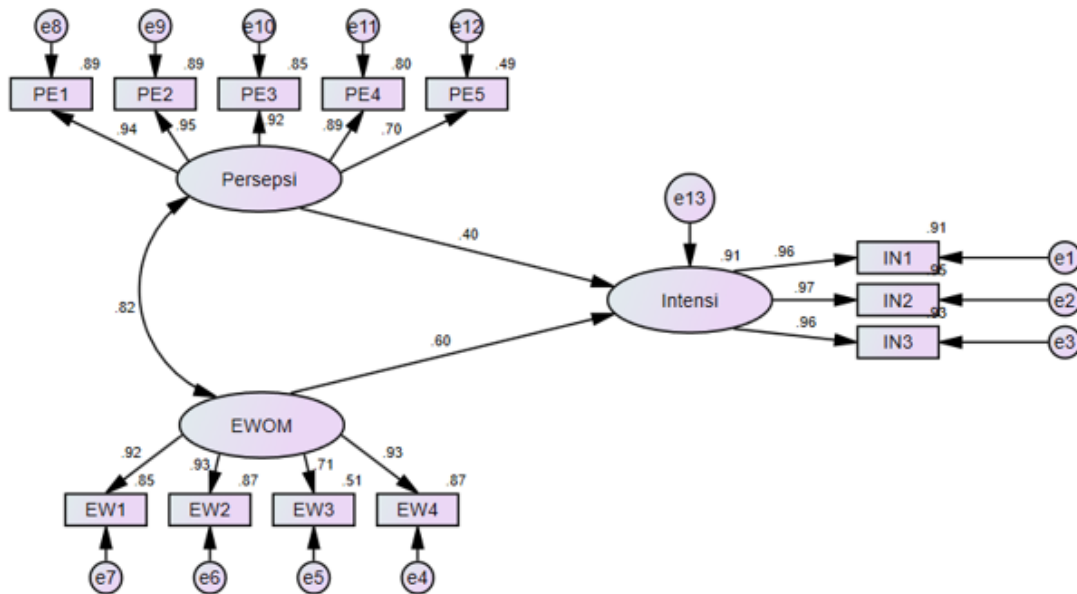 e8 e9 e10 e11 e12
.89 .89 .85 .80 .49
PE1 PE2 PE3 PE4 PE5
.94 .95 .92 .89 .70
Persepsi
e13
.40
.91
.91 .96 IN1 e1
.95
Intensi .97 IN2 e2
.93
.96 IN3 e3
.82
.60
EWOM
.92 .93 .71 .93
.85 .87 .51 .87
EW1 EW2 EW3 EW4
e7 e6 e5 e4